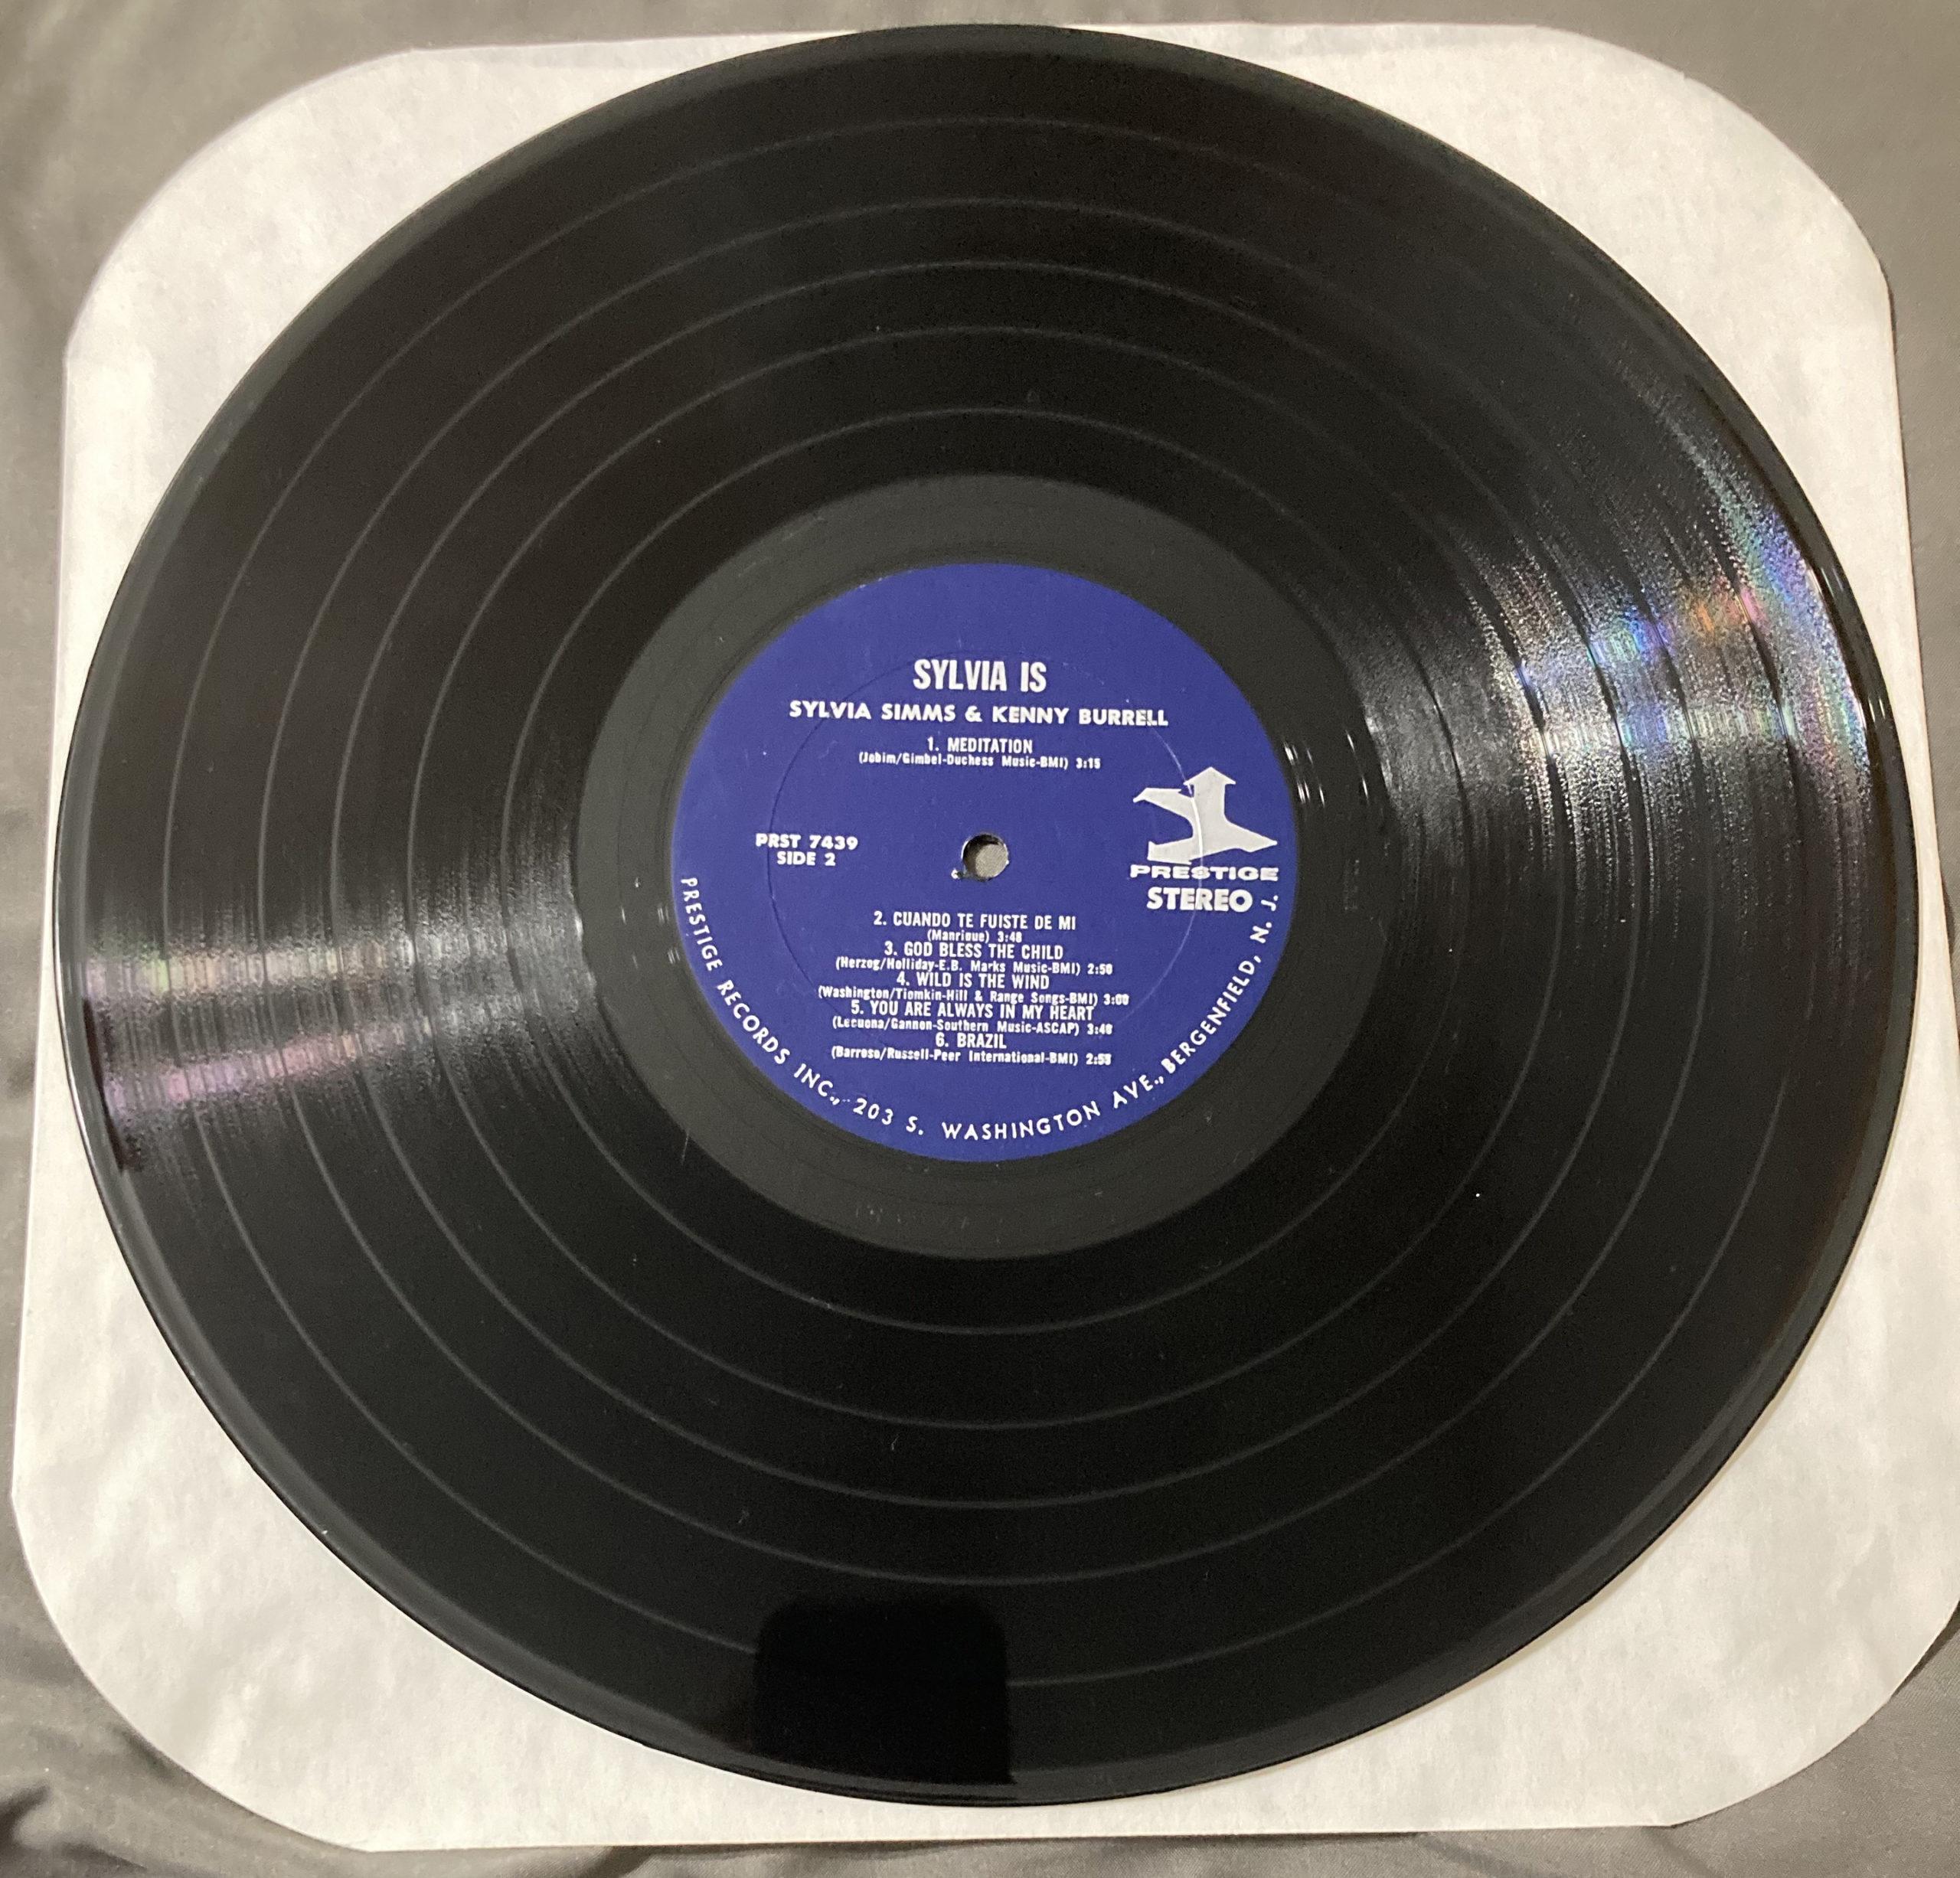 SYLVIA IS
SYLVIA SIMMS & KENNY BURRELL
1. MEDITATION
(Jobim/Gimbel-Duchess Music-BMI) 3:15
PRST 7439
SIDE 2
PRESTIGE
STEREO
2. CUANDO TE FUISTE DE MI
(Manrique) 3:48
3. GOD BLESS THE CHILD
(Herzog/Holliday-E.B. Marks Music-BMI) 2:50
4. WILD IS THE WIND
(Washington/Tiomkin-Hill & Range Songs-BMI) 3:00
5. YOU ARE ALWAYS IN MY HEART
(Lecuona/Gannon-Southern Music-ASCAP) 3:40
6. BRAZIL
(Barroso/Russell-Peer International-BMI)
PRESTIGE RECORDS INC., 203 S. WASHINGTON AVE., BERGENFIELD, N. J.